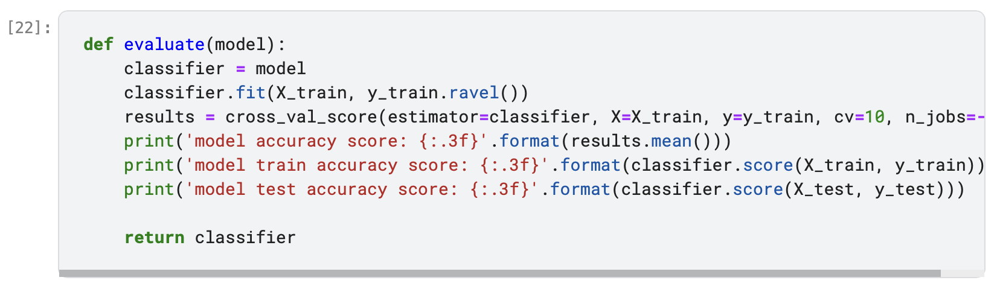 [22]:
def evaluate(model):
    classifier = model
    classifier.fit(X_train, y_train.ravel())
    results = cross_val_score(estimator=classifier, X=X_train, y=y_train, cv=10, n_jobs=-
    print('model accuracy score: {:.3f}'.format(results.mean()))
    print('model train accuracy score: {:.3f}'.format(classifier.score(X_train, y_train))
    print('model test accuracy score: {:.3f}'.format(classifier.score(X_test, y_test)))
    return classifier